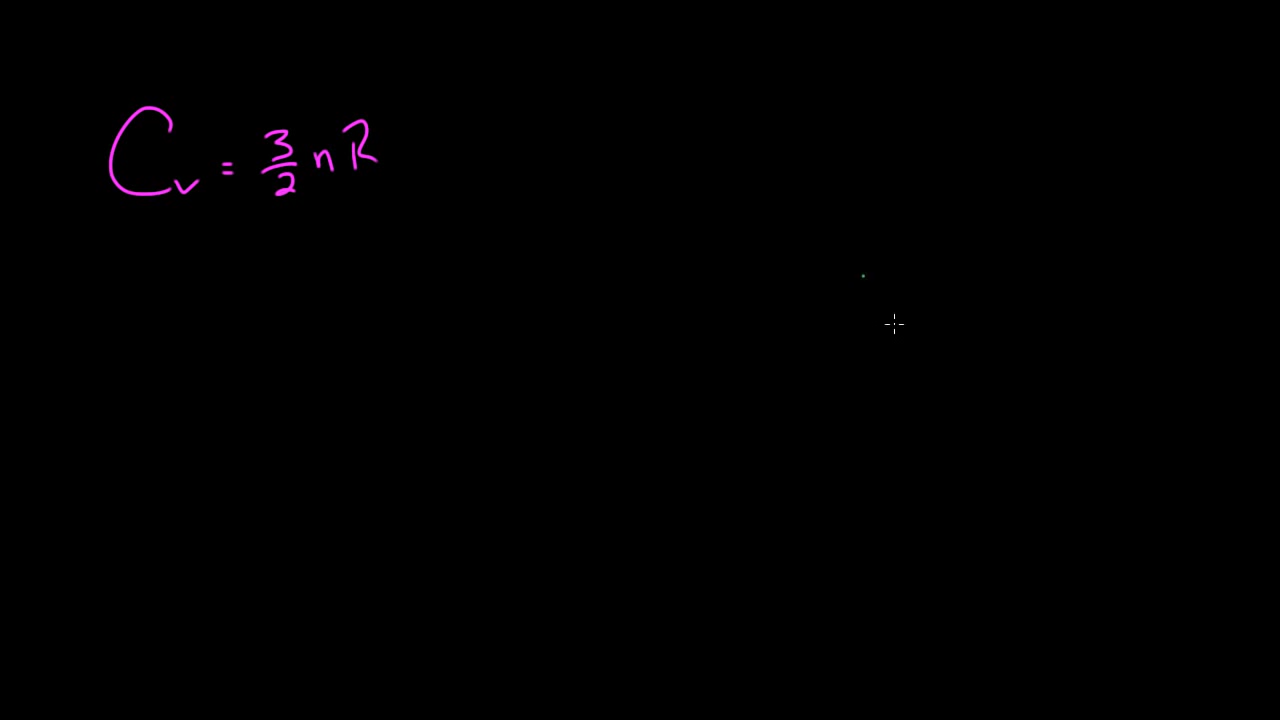 Cv = 3/2 nR